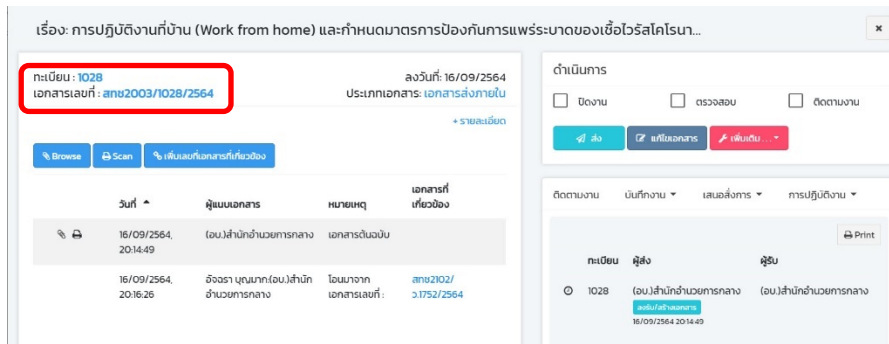 เรื่อง: การปฏิบัติงานที่บ้าน (Work from home) และกำหนดมาตรการป้องกันการแพร่ระบาดของเชื้อไวรัสโคโรนา...
×
ทะเบียน : 1028
เอกสารเลขที่ : สทช2003/1028/2564
ลงวันที่: 16/09/2564
ประเภทเอกสาร: เอกสารส่งภายใน
+ รายละเอียด
Browse
Scan
เพิ่มเลขที่เอกสารที่เกี่ยวข้อง
วันที่ ผู้แนบเอกสาร หมายเหตุ เอกสารที่เกี่ยวข้อง
16/09/2564, 20:14:49 (อบ.)สำนักอำนวยการกลาง เอกสารต้นฉบับ
16/09/2564, 20:16:26 อัจฉรา บุญมาก:(อบ.)สำนักอำนวยการกลาง โอนมาจากเอกสารเลขที่ : สทช2102/ว.1752/2564
ดำเนินการ
ปิดงาน
ตรวจสอบ
ติดตามงาน
ส่ง
แก้ไขเอกสาร
เพิ่มเติม ...
ติดตามงาน บันทึกงาน เสนอสั่งการ การปฏิบัติงาน
Print
ทะเบียน ผู้ส่ง ผู้รับ
1028 (อบ.)สำนักอำนวยการกลาง (อบ.)สำนักอำนวยการกลาง
ลงรับ/สร้างเอกสาร
16/09/2564 20:14:49